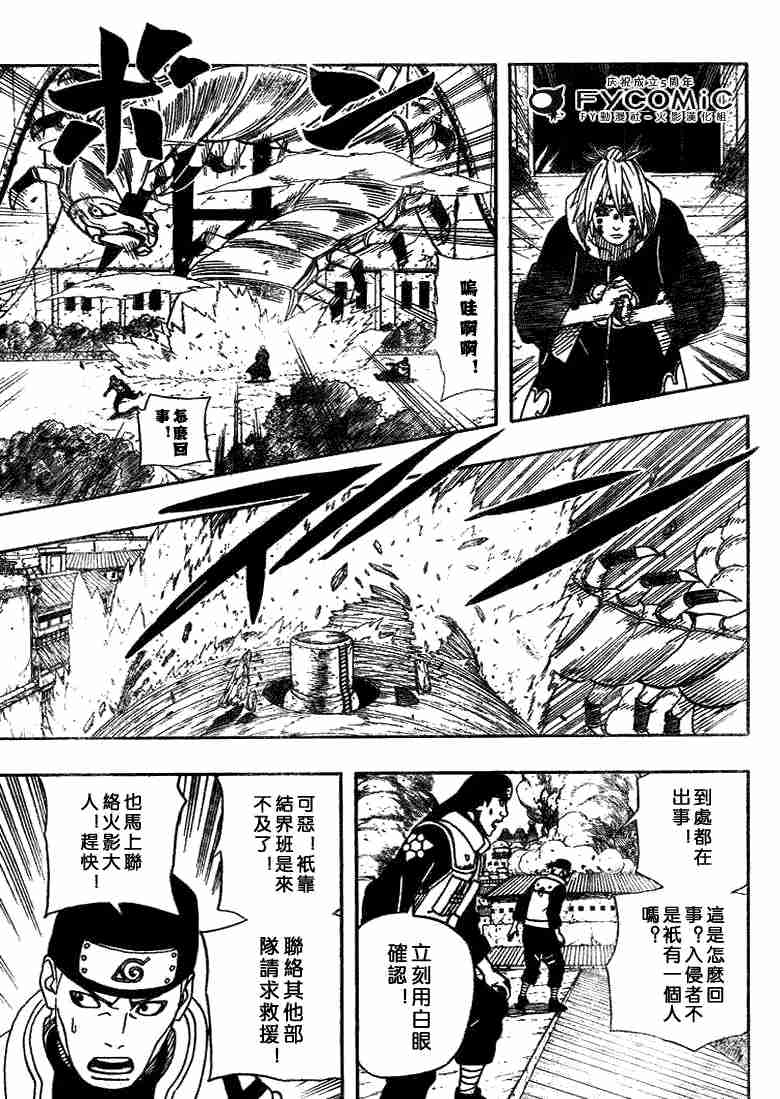 庆祝成立5周年
FYCOMIC
FY動漫社-火影漢化組
ボン
嗚哇啊啊！
怎麼回
事！
ズズ
到處都在
出事！
這是怎麼回
事？入侵者不
是祇有一個人
嗎？
立刻用白眼
確認！
可惡！祇靠
結界班是來
不及了！
聯絡其他部
隊請求救援！
也馬上聯
絡火影大
人！趕快！